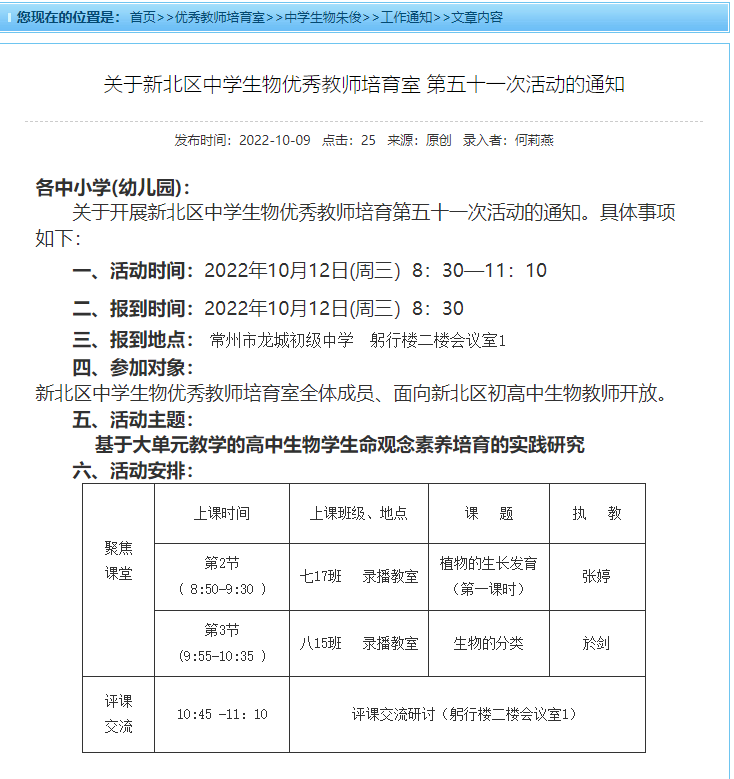 您现在的位置是： 首页>>优秀教师培育室>>中学生物朱俊>>工作通知>>文章内容
关于新北区中学生物优秀教师培育室 第五十一次活动的通知
发布时间：2022-10-09 点击：25 来源：原创 录入者：何莉燕
各中小学(幼儿园)：
关于开展新北区中学生物优秀教师培育第五十一次活动的通知。具体事项
如下：
一、活动时间：2022年10月12日(周三）8：30—11：10
二、报到时间：2022年10月12日(周三）8：30
三、报到地点： 常州市龙城初级中学 躬行楼二楼会议室1
四、参加对象：
新北区中学生物优秀教师培育室全体成员、面向新北区初高中生物教师开放。
五、活动主题：
基于大单元教学的高中生物学生命观念素养培育的实践研究
六、活动安排：
聚焦
课堂
上课时间 上课班级、地点 课 题 执 教
第2节
( 8:50-9:30 )
七17班 录播教室
植物的生长发育
（第一课时）
张婷
第3节
(9:55-10:35 )
八15班 录播教室
生物的分类
於剑
评课
交流
10:45 -11：10
评课交流研讨（躬行楼二楼会议室1）